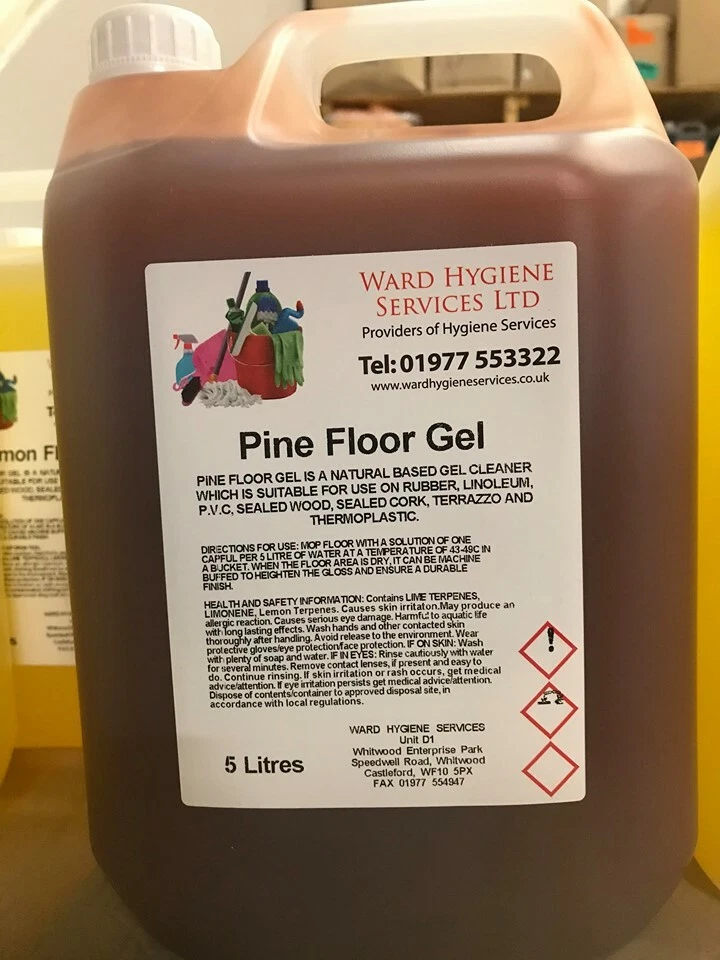 WARD HYGIENE
SERVICES LTD
Providers of Hygiene Services
Tel: 01977 553322
www.wardhygieneservices.co.uk
Pine Floor Gel
PINE FLOOR GEL IS A NATURAL BASED GEL CLEANER
WHICH IS SUITABLE FOR USE ON RUBBER, LINOLEUM,
P.V.C, SEALED WOOD, SEALED CORK, TERRAZZO AND
THERMOPLASTIC.
DIRECTIONS FOR USE: MOP FLOOR WITH A SOLUTION OF ONE
CAPFUL PER 5 LITRE OF WATER AT A TEMPERATURE OF 43-49C IN
A BUCKET. WHEN THE FLOOR AREA IS DRY, IT CAN BE MACHINE
BUFFED TO HEIGHTEN THE GLOSS AND ENSURE A DURABLE
FINISH.
HEALTH AND SAFETY INFORMATION: Contains LIME TERPENES,
LIMONENE, Lemon Terpenes. Causes skin irritaton.May produce an
allergic reaction. Causes serious eye damage. Harmful to aquatic life
with long lasting effects. Wash hands and other contacted skin
thoroughly after handling. Avoid release to the environment. Wear
protective gloves/eye protection/face protection. IF ON SKIN: Wash
with plenty of soap and water. IF IN EYES: Rinse cautiously with water
for several minutes. Remove contact lenses, if present and easy to
do. Continue rinsing. If skin irritation or rash occurs, get medical
advice/attention. If eye irritation persists get medical advice/attention.
Dispose of contents/container to approved disposal site, in
accordance with local regulations.
5 Litres
WARD HYGIENE SERVICES
Unit D1
Whitwood Enterprise Park
Speedwell Road, Whitwood
Castleford, WF10 5PX
FAX 01977 554947
mon Fl